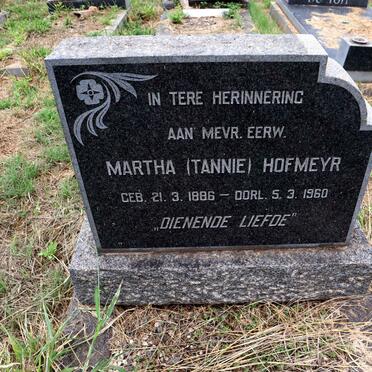 IN TERE HERINNERING
AAN MEVR. EERW.
MARTHA (TANNIE) HOFMEYR
GEB. 21. 3. 1886 – OORL. 5. 3. 1960
„DIENENDE LIEFDE"